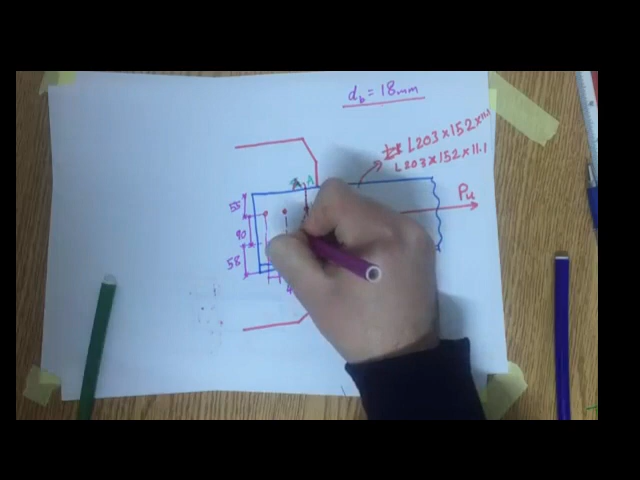 d_b = 18mm
L203×152×11.1
L203×152×11.1
Pu
A
55
90
58